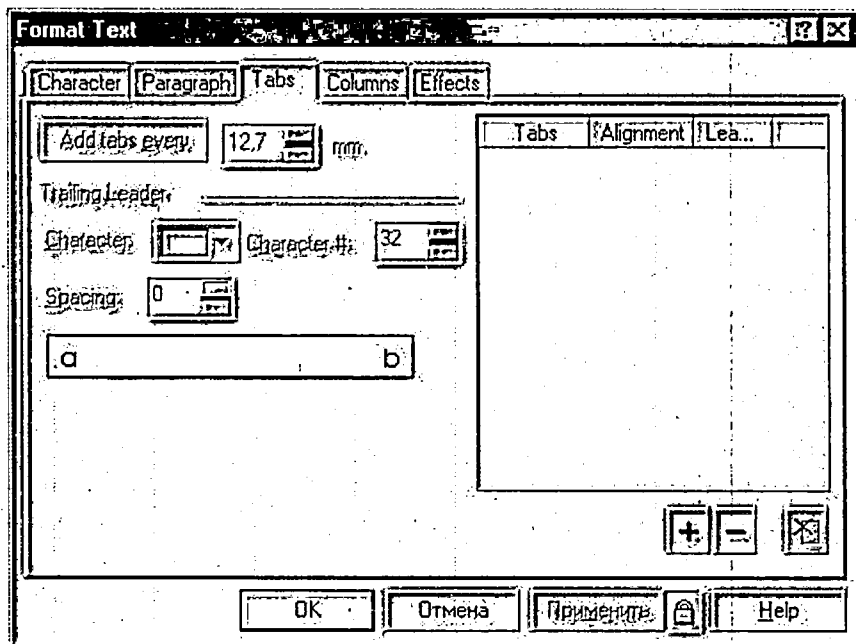 Format Text
Character Paragraph Tabs Columns Effects
Add tabs every: 12,7 mm.
Tabs Alignment Lea...
Trailing Leader:
Character: Character #: 32
Spacing: 0
a b
+ -
OK Отмена Применить Help